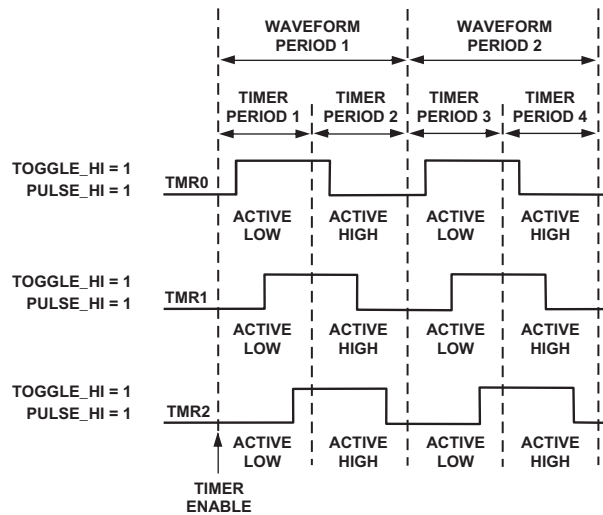 WAVEFORM
PERIOD 1
WAVEFORM
PERIOD 2
TIMER
PERIOD 1
TIMER
PERIOD 2
TIMER
PERIOD 3
TIMER
PERIOD 4
TOGGLE_HI = 1
PULSE_HI = 1
TMR0
ACTIVE
LOW
ACTIVE
HIGH
ACTIVE
LOW
ACTIVE
HIGH
TOGGLE_HI = 1
PULSE_HI = 1
TMR1
ACTIVE
LOW
ACTIVE
HIGH
ACTIVE
LOW
ACTIVE
HIGH
TOGGLE_HI = 1
PULSE_HI = 1
TMR2
ACTIVE
LOW
ACTIVE
HIGH
ACTIVE
LOW
ACTIVE
HIGH
TIMER
ENABLE